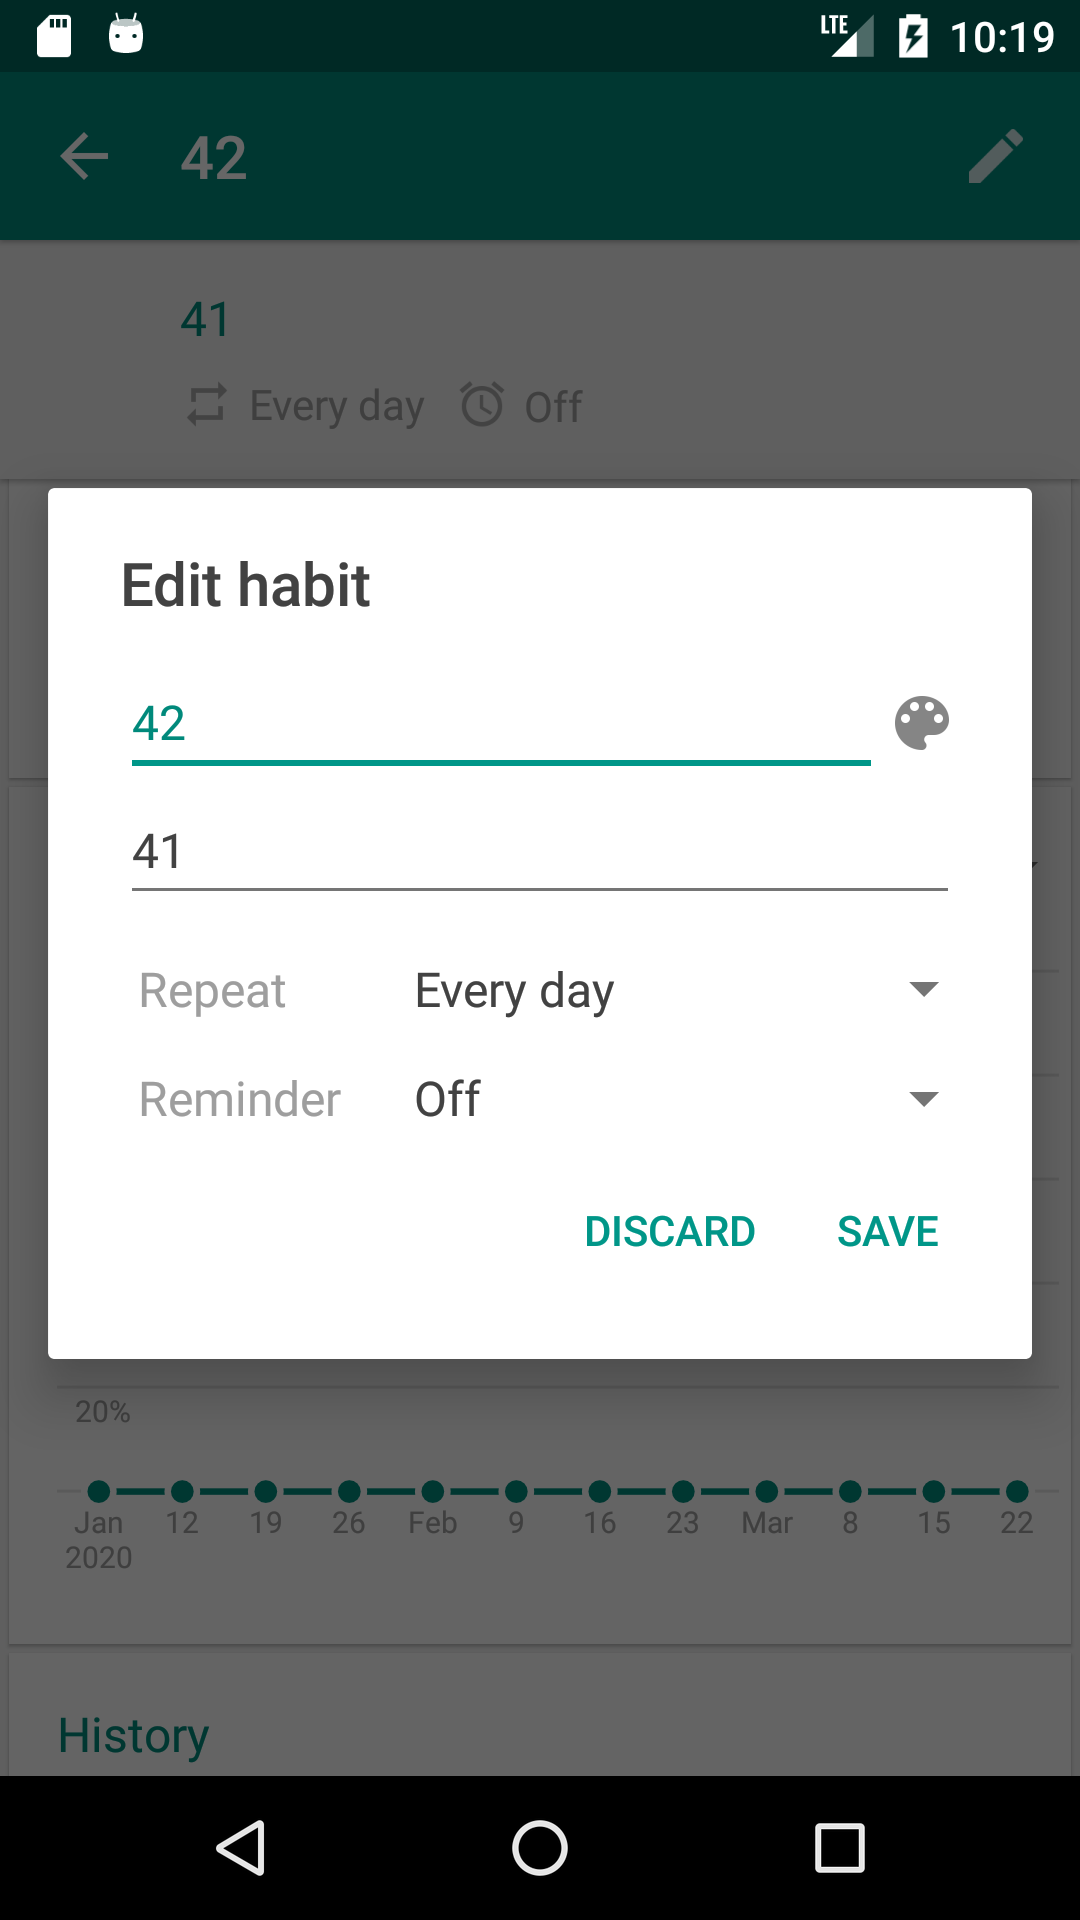 LTE 10:19
42
41
Every day Off
Edit habit
42
41
Repeat Every day
Reminder Off
DISCARD SAVE
20%
Jan 12 19 26 Feb 9 16 23 Mar 8 15 22
2020
History